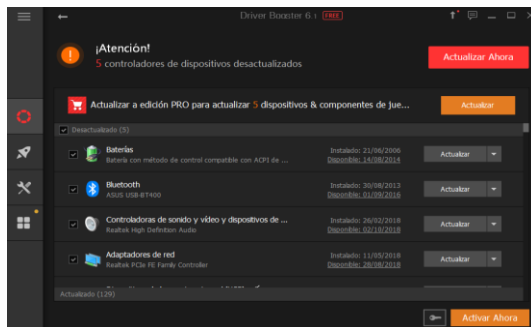 Driver Booster 6.1 FREE
¡Atención!
5 controladores de dispositivos desactualizados
Actualizar Ahora
Actualizar a edición PRO para actualizar 5 dispositivos & componentes de jue...
Actualizar
Desactualizado (5)
Baterías
Batería con método de control compatible con ACPI de ...
Instalado: 21/06/2006
Disponible: 14/08/2014
Actualizar
Bluetooth
ASUS USB-BT400
Instalado: 30/08/2013
Disponible: 01/09/2016
Actualizar
Controladoras de sonido y vídeo y dispositivos de ...
Realtek High Definition Audio
Instalado: 26/02/2018
Disponible: 02/10/2018
Actualizar
Adaptadores de red
Realtek PCIe FE Family Controller
Instalado: 11/05/2018
Disponible: 28/08/2018
Actualizar
Actualizado (129)
Activar Ahora